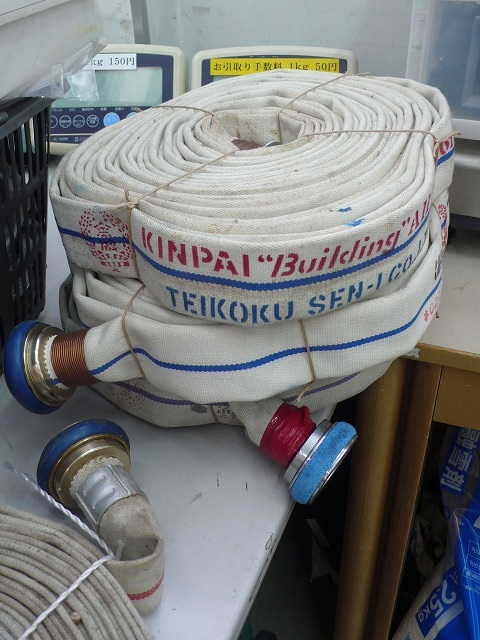 kg 150円
お引取り手数料 1kg 50円
KINPAI "Building"
TEIKOKU SEN-I CO.
25kg